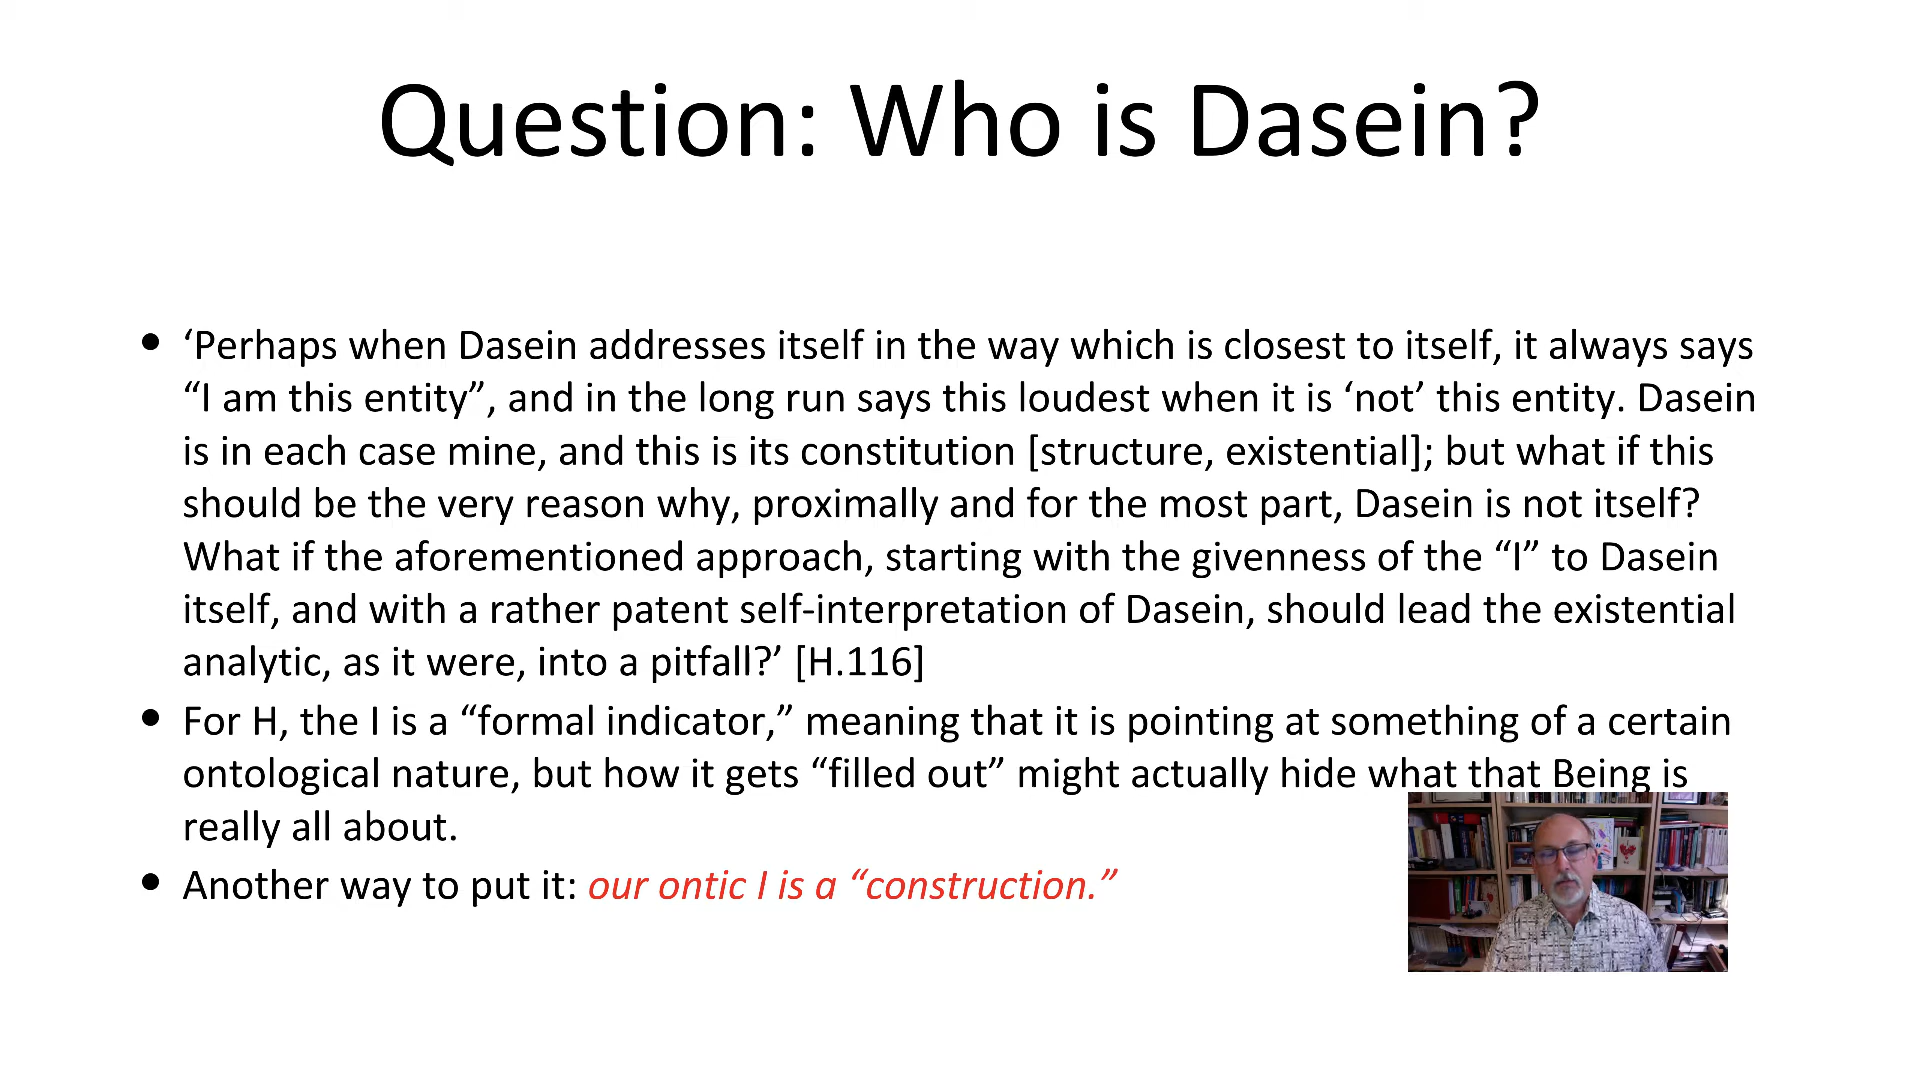 Question: Who is Dasein?
• ‘Perhaps when Dasein addresses itself in the way which is closest to itself, it always says
“I am this entity”, and in the long run says this loudest when it is ‘not’ this entity. Dasein
is in each case mine, and this is its constitution [structure, existential]; but what if this
should be the very reason why, proximally and for the most part, Dasein is not itself?
What if the aforementioned approach, starting with the givenness of the “I” to Dasein
itself, and with a rather patent self-interpretation of Dasein, should lead the existential
analytic, as it were, into a pitfall?’ [H.116]
• For H, the I is a “formal indicator,” meaning that it is pointing at something of a certain
ontological nature, but how it gets “filled out” might actually hide what that Being is
really all about.
• Another way to put it: our ontic I is a “construction.”